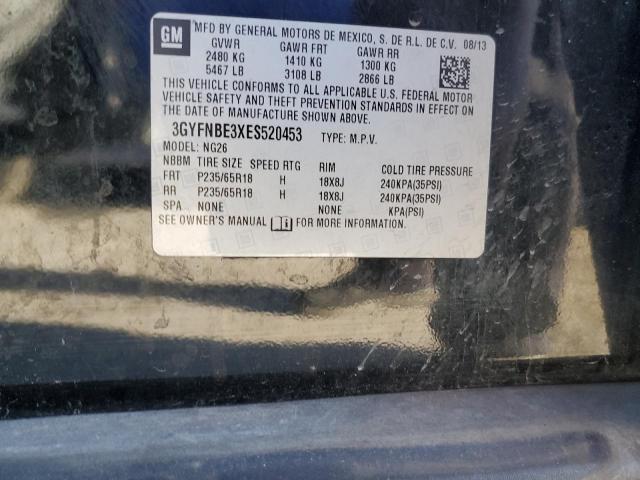 GM
MFD BY GENERAL MOTORS DE MEXICO, S. DE R.L. DE C.V. 08/13
GVWR GAWR FRT GAWR RR
2480 KG 1410 KG 1300 KG
5467 LB 3108 LB 2866 LB
THIS VEHICLE CONFORMS TO ALL APPLICABLE U.S. FEDERAL MOTOR
VEHICLE SAFETY AND THEFT PREVENTION STANDARDS IN EFFECT ON THE
DATE OF MANUFACTURE SHOWN ABOVE.
3GYFNBE3XES520453 TYPE: M.P.V.
MODEL: NG26
NBBM TIRE SIZE SPEED RTG RIM COLD TIRE PRESSURE
FRT P235/65R18 H 18X8J 240KPA(35PSI)
RR P235/65R18 H 18X8J 240KPA(35PSI)
SPA NONE NONE KPA(PSI)
SEE OWNER'S MANUAL FOR MORE INFORMATION.